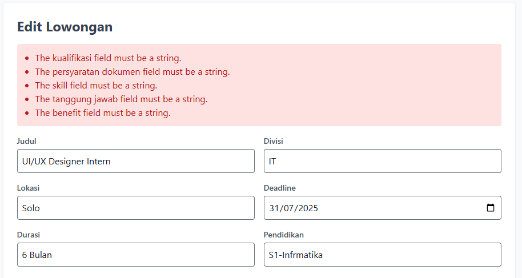 Edit Lowongan
The kualifikasi field must be a string.
The persyaratan dokumen field must be a string.
The skill field must be a string.
The tanggung jawab field must be a string.
The benefit field must be a string.
Judul
Divisi
UI/UX Designer Intern
IT
Lokasi
Deadline
Solo
31/07/2025
Durasi
Pendidikan
6 Bulan
S1-Infrmatika